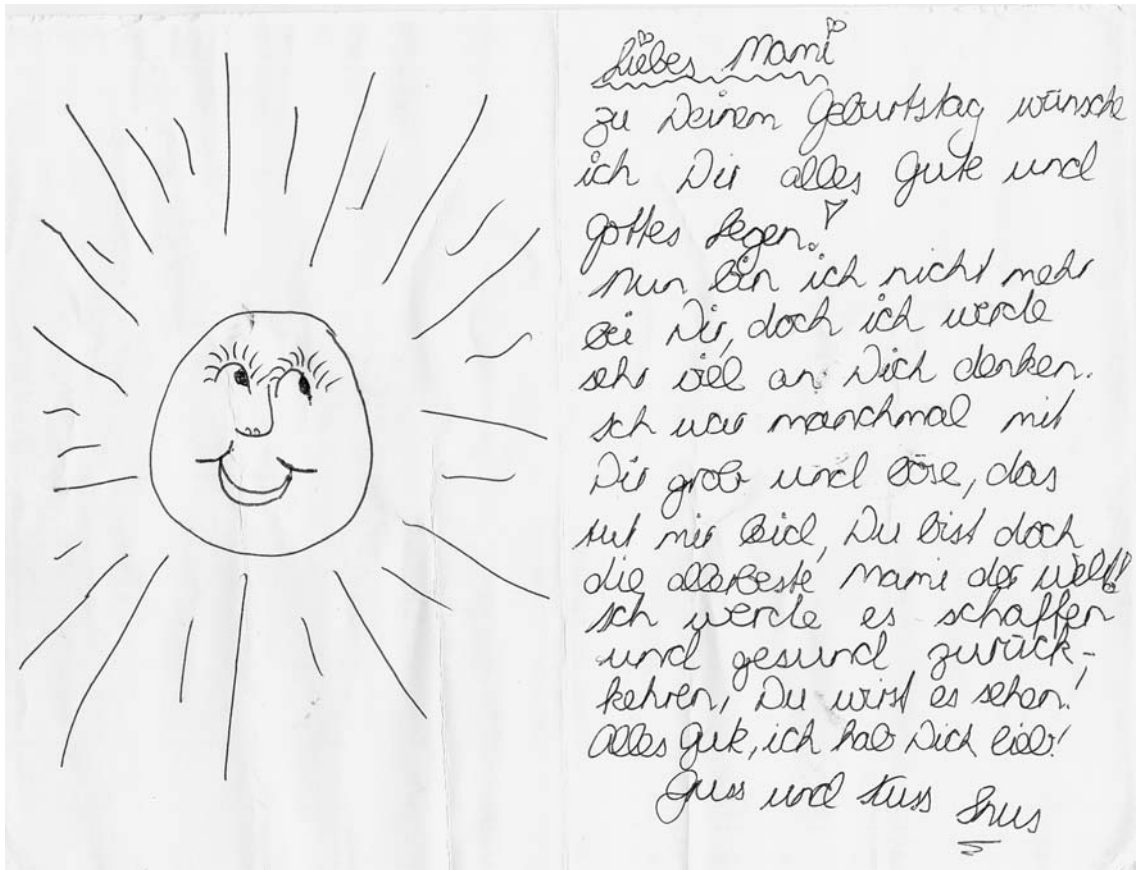 Liebes Mami
zu Deinem Geburtstag wünsche
ich Dir alles Gute und
Gottes Segen!
Nun bin ich nicht mehr
bei Dir, doch ich werde
sehr viel an Dich denken.
Ich war manchmal mit
Dir grob und böse, das
tut mir leid, Du bist doch
die allerbeste Mami der Welt!
Ich werde es schaffen
und gesund zurück-
kehren, Du wirst es sehen!
Alles Gute, ich hab Dich lieb!
Gruss und Kuss